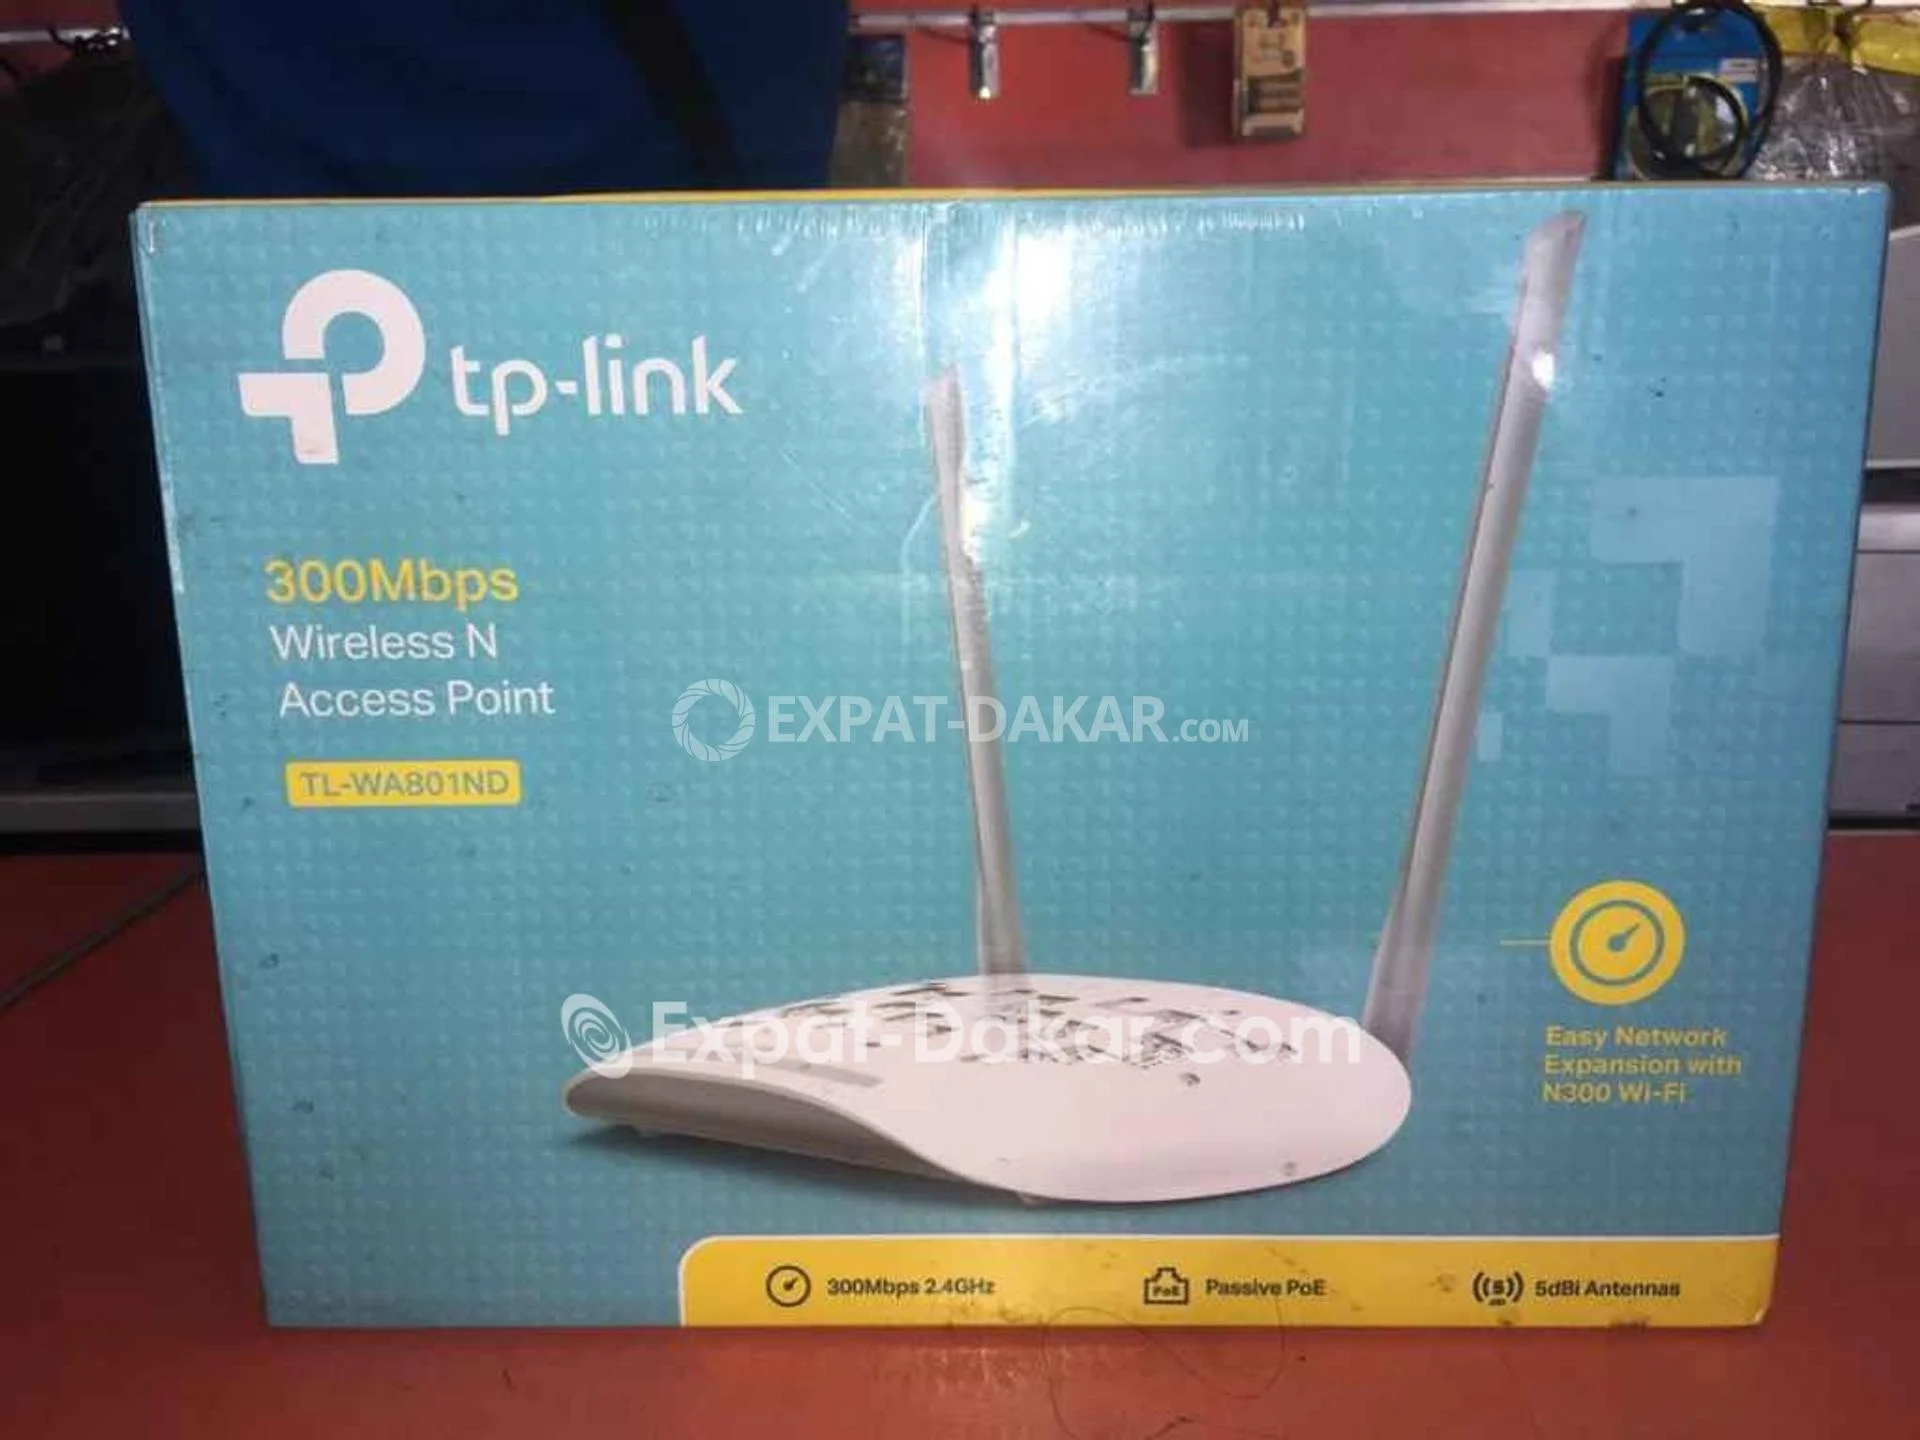 tp-link
300Mbps
Wireless N
Access Point
TL-WA801ND
EXPAT-DAKAR.COM
Expat-Dakar.com
Easy Network
Expansion with
N300 Wi-Fi
300Mbps 2.4GHz
PoE
Passive PoE
5dBi Antennas